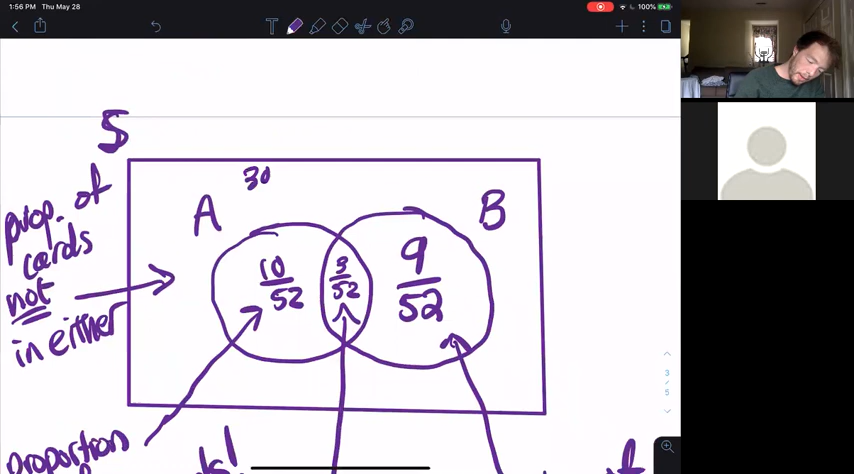 1:56 PM Thu May 28
100%
T
S
30
A
B
prop. of
cards
not
in either
10/52
3/52
9/52
3/5
proportion